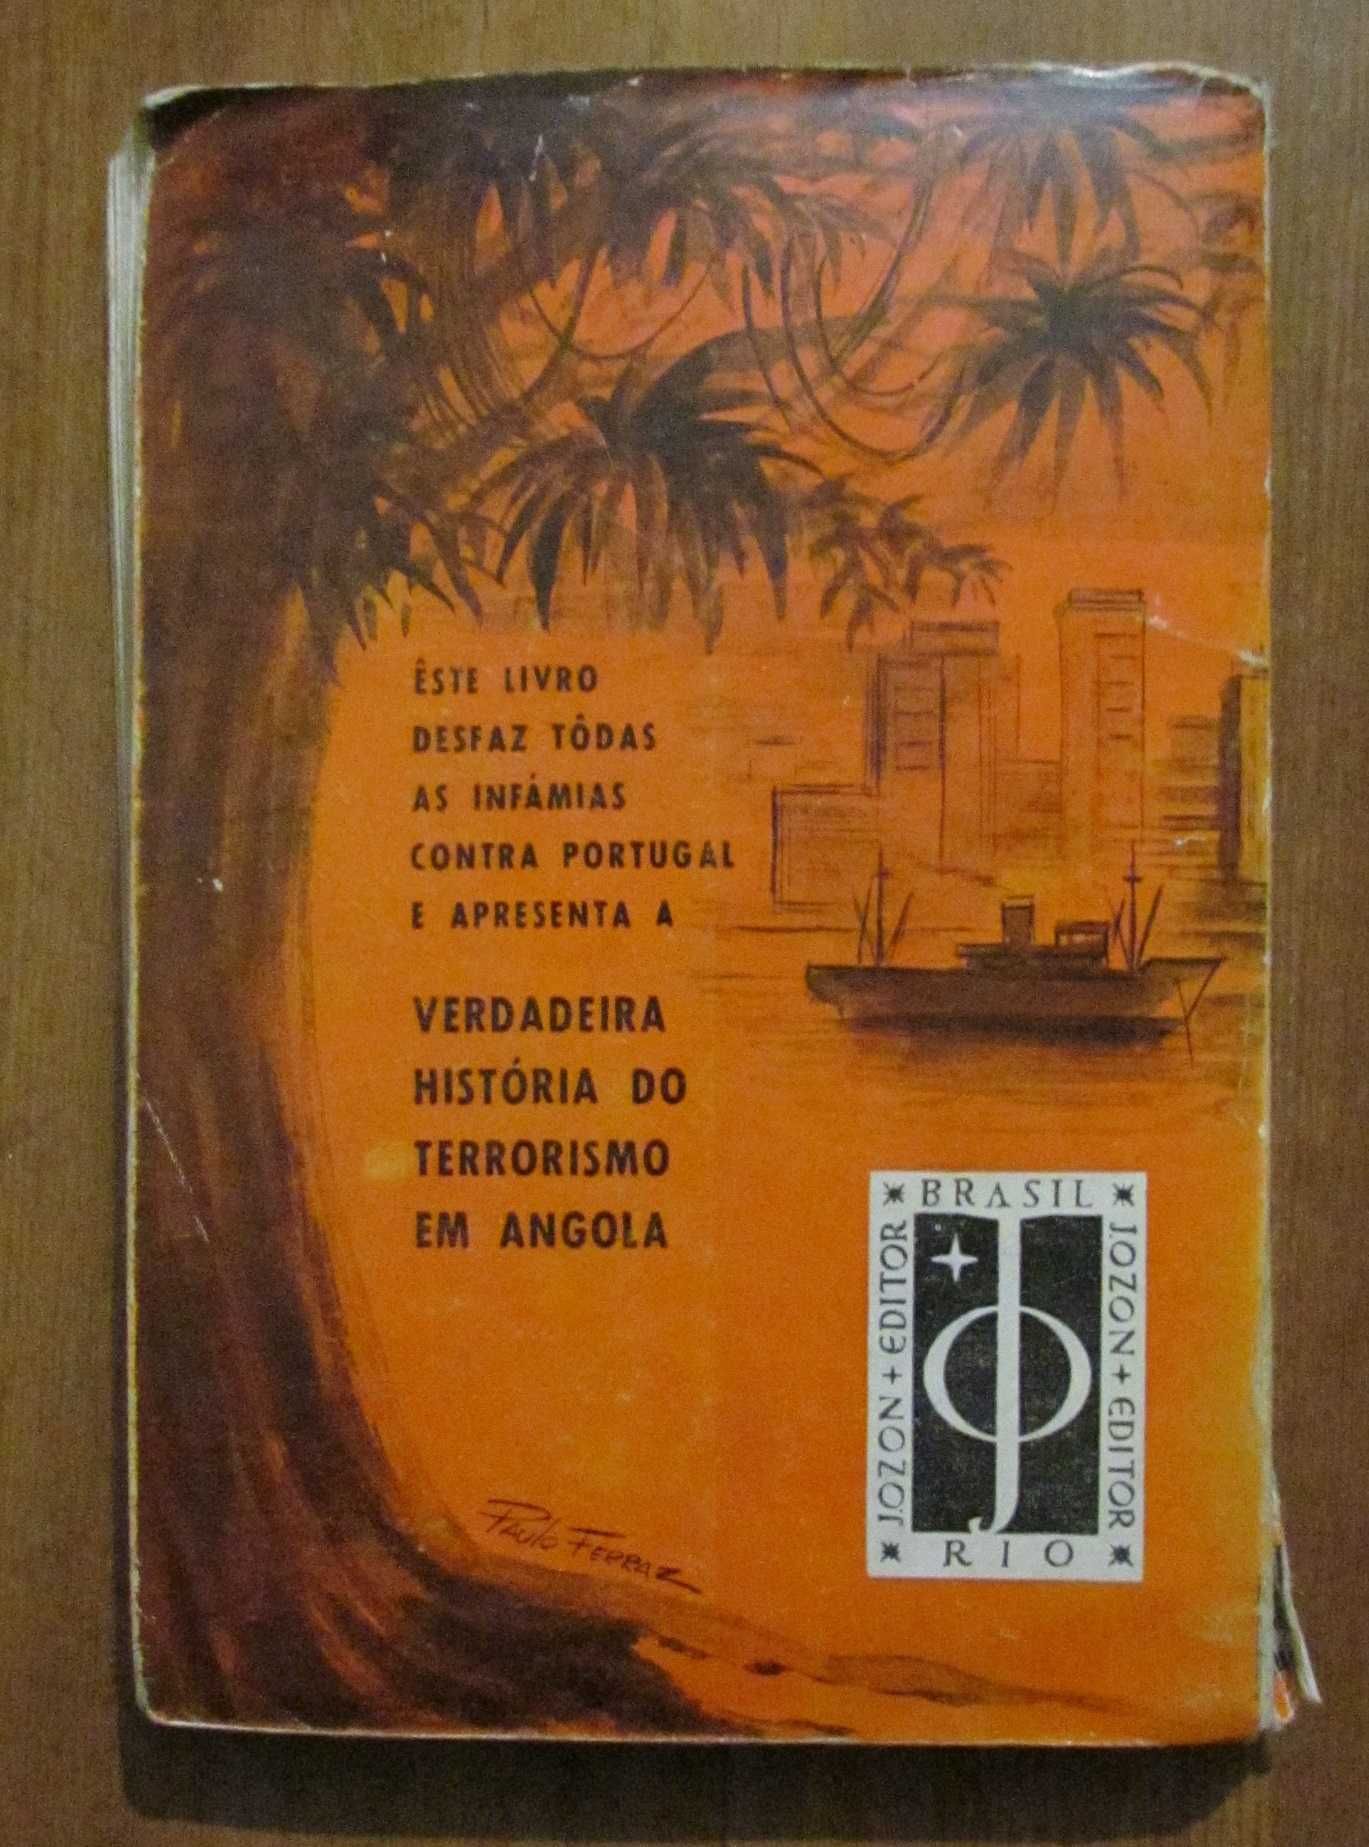 ÊSTE LIVRO
DESFAZ TÔDAS
AS INFÂMIAS
CONTRA PORTUGAL
E APRESENTA A
VERDADEIRA
HISTÓRIA DO
TERRORISMO
EM ANGOLA
BRASIL
J.OZON + EDITOR
J.OZON + EDITOR
RIO
PAULO FERRAZ